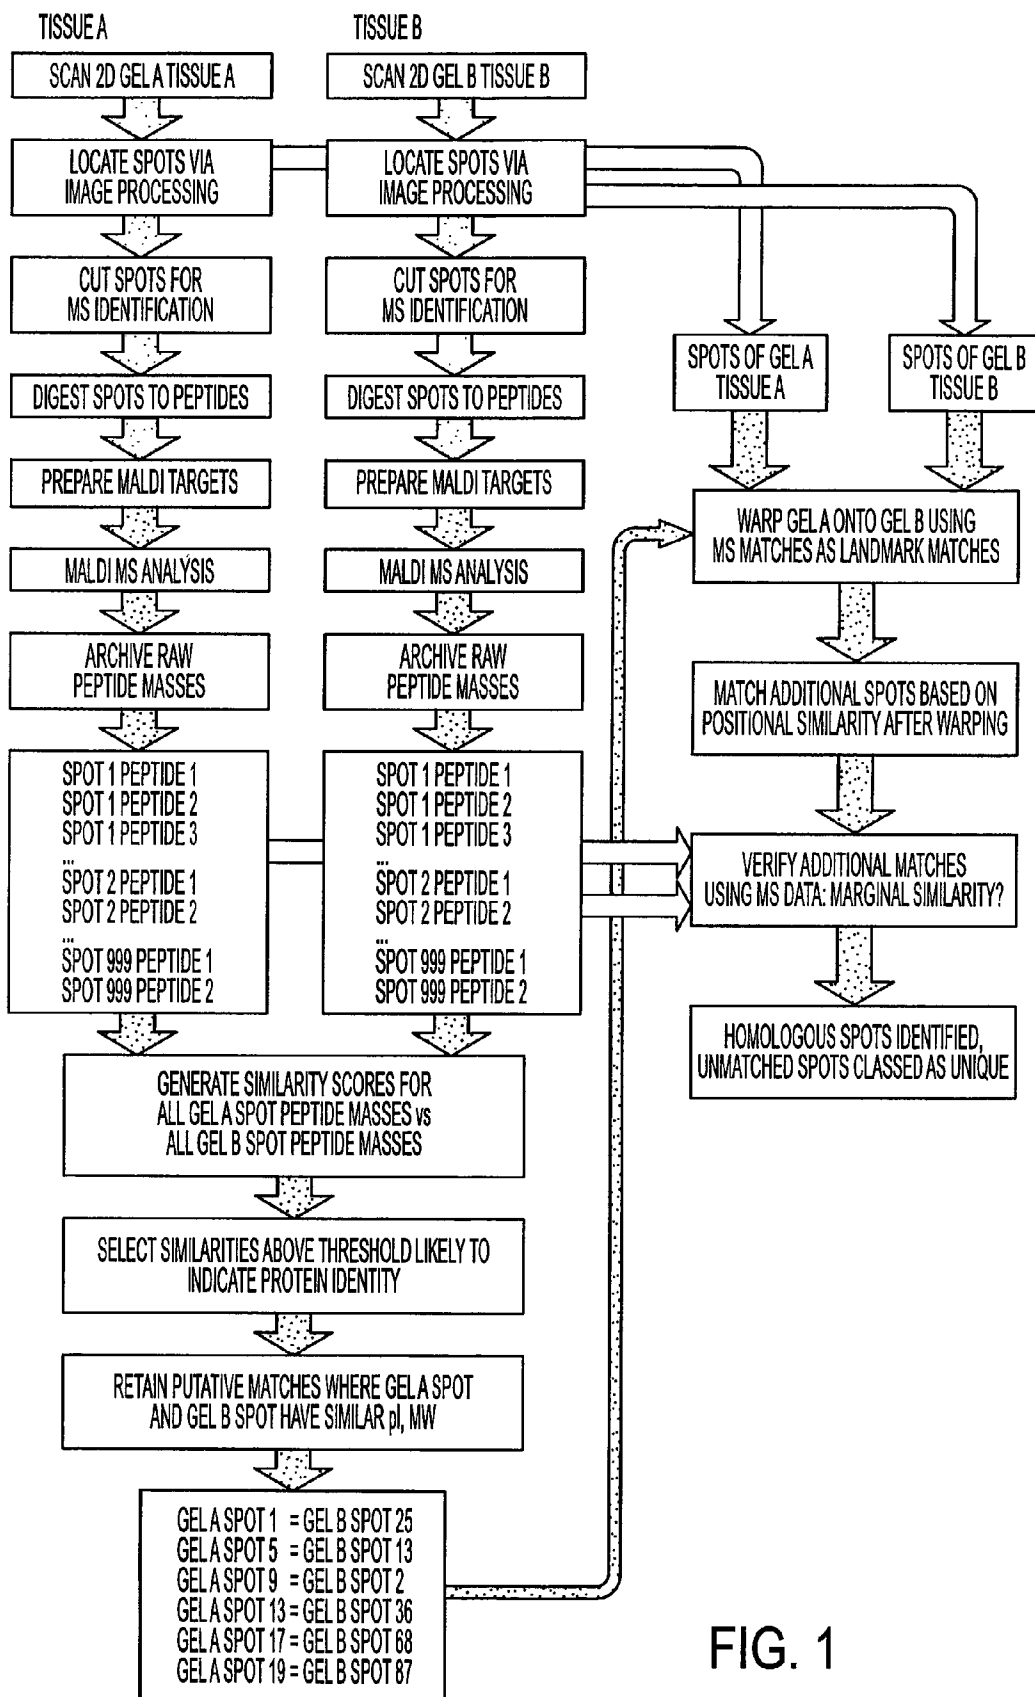 TISSUE A
SCAN 2D GEL A TISSUE A
LOCATE SPOTS VIA
IMAGE PROCESSING
CUT SPOTS FOR
MS IDENTIFICATION
DIGEST SPOTS TO PEPTIDES
PREPARE MALDI TARGETS
MALDI MS ANALYSIS
ARCHIVE RAW
PEPTIDE MASSES
SPOT 1 PEPTIDE 1
SPOT 1 PEPTIDE 2
SPOT 1 PEPTIDE 3
...
SPOT 2 PEPTIDE 1
SPOT 2 PEPTIDE 2
...
SPOT 999 PEPTIDE 1
SPOT 999 PEPTIDE 2
TISSUE B
SCAN 2D GEL B TISSUE B
LOCATE SPOTS VIA
IMAGE PROCESSING
CUT SPOTS FOR
MS IDENTIFICATION
DIGEST SPOTS TO PEPTIDES
PREPARE MALDI TARGETS
MALDI MS ANALYSIS
ARCHIVE RAW
PEPTIDE MASSES
SPOT 1 PEPTIDE 1
SPOT 1 PEPTIDE 2
SPOT 1 PEPTIDE 3
...
SPOT 2 PEPTIDE 1
SPOT 2 PEPTIDE 2
...
SPOT 999 PEPTIDE 1
SPOT 999 PEPTIDE 2
GENERATE SIMILARITY SCORES FOR
ALL GEL A SPOT PEPTIDE MASSES vs
ALL GEL B SPOT PEPTIDE MASSES
SELECT SIMILARITIES ABOVE THRESHOLD LIKELY TO
INDICATE PROTEIN IDENTITY
RETAIN PUTATIVE MATCHES WHERE GEL A SPOT
AND GEL B SPOT HAVE SIMILAR pI, MW
GEL A SPOT 1 = GEL B SPOT 25
GEL A SPOT 5 = GEL B SPOT 13
GEL A SPOT 9 = GEL B SPOT 2
GEL A SPOT 13 = GEL B SPOT 36
GEL A SPOT 17 = GEL B SPOT 68
GEL A SPOT 19 = GEL B SPOT 87
SPOTS OF GEL A
TISSUE A
SPOTS OF GEL B
TISSUE B
WARP GEL A ONTO GEL B USING
MS MATCHES AS LANDMARK MATCHES
MATCH ADDITIONAL SPOTS BASED ON
POSITIONAL SIMILARITY AFTER WARPING
VERIFY ADDITIONAL MATCHES
USING MS DATA: MARGINAL SIMILARITY?
HOMOLOGOUS SPOTS IDENTIFIED,
UNMATCHED SPOTS CLASSED AS UNIQUE
FIG. 1